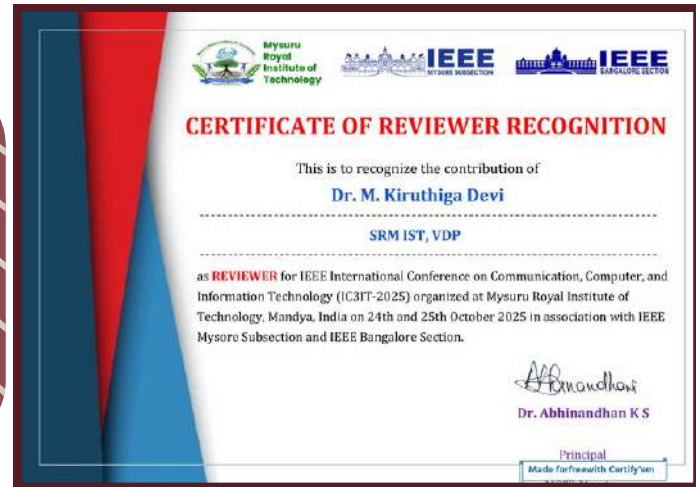 Mysuru
Royal
Institute of
Technology
IEEE
MYSORE SUBSECTION
IEEE
BANGALORE SECTION
CERTIFICATE OF REVIEWER RECOGNITION
This is to recognize the contribution of
Dr. M. Kiruthiga Devi
SRM IST, VDP
as REVIEWER for IEEE International Conference on Communication, Computer, and
Information Technology (IC3IT-2025) organized at Mysuru Royal Institute of
Technology, Mandya, India on 24th and 25th October 2025 in association with IEEE
Mysore Subsection and IEEE Bangalore Section.
Dr. Abhinandhan K S
Principal
Made for free with Certify'em